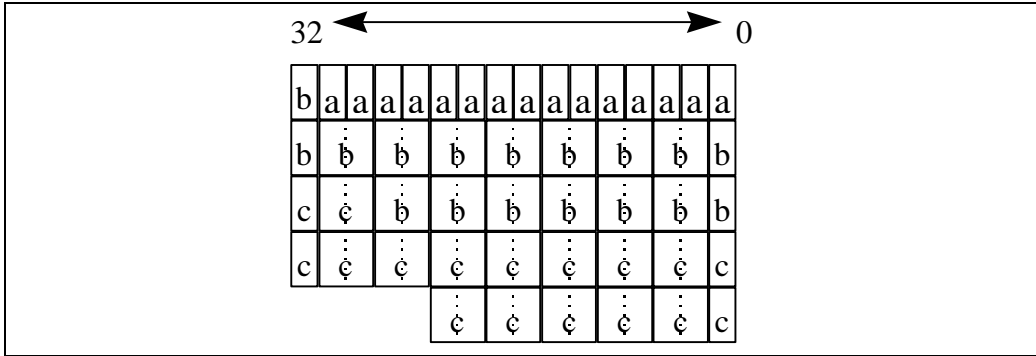 32 0
b a a a a a a a a a a a a a a a
b b b b b b b b b
c c b b b b b b b
c c c c c c c c c
c c c c c c